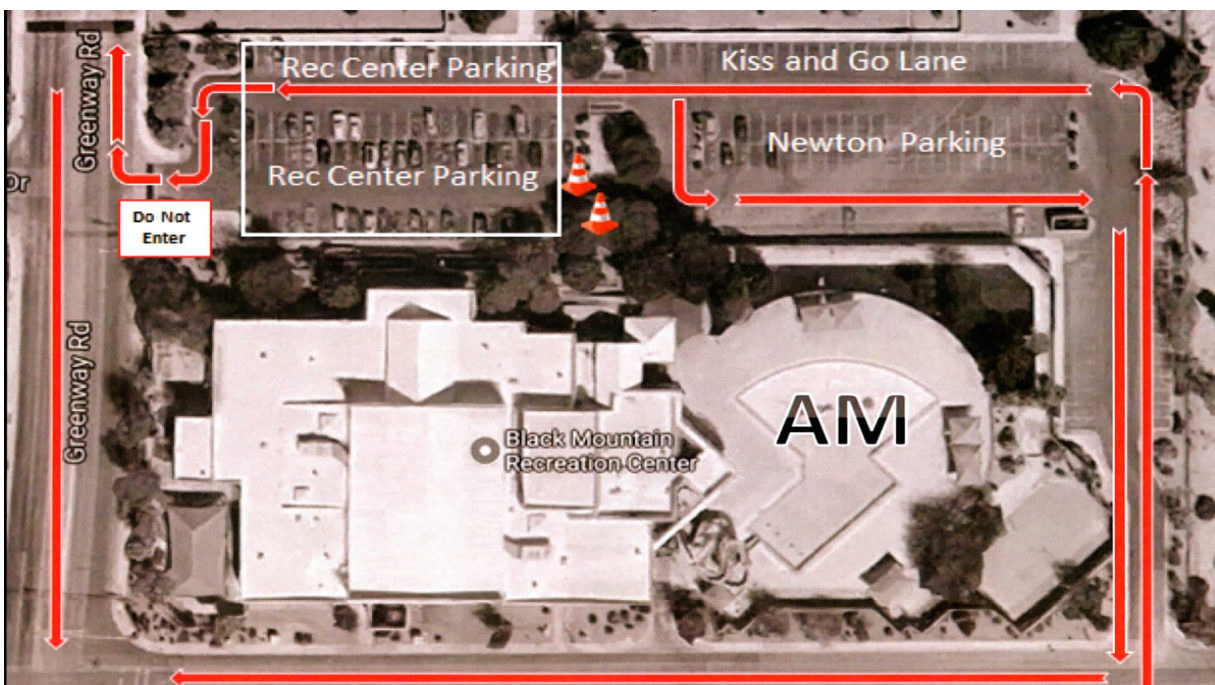 Greenway Rd
Rec Center Parking
Kiss and Go Lane
Newton Parking
Rec Center Parking
Dr
Do Not
Enter
Greenway Rd
AM
Black Mountain
Recreation Center